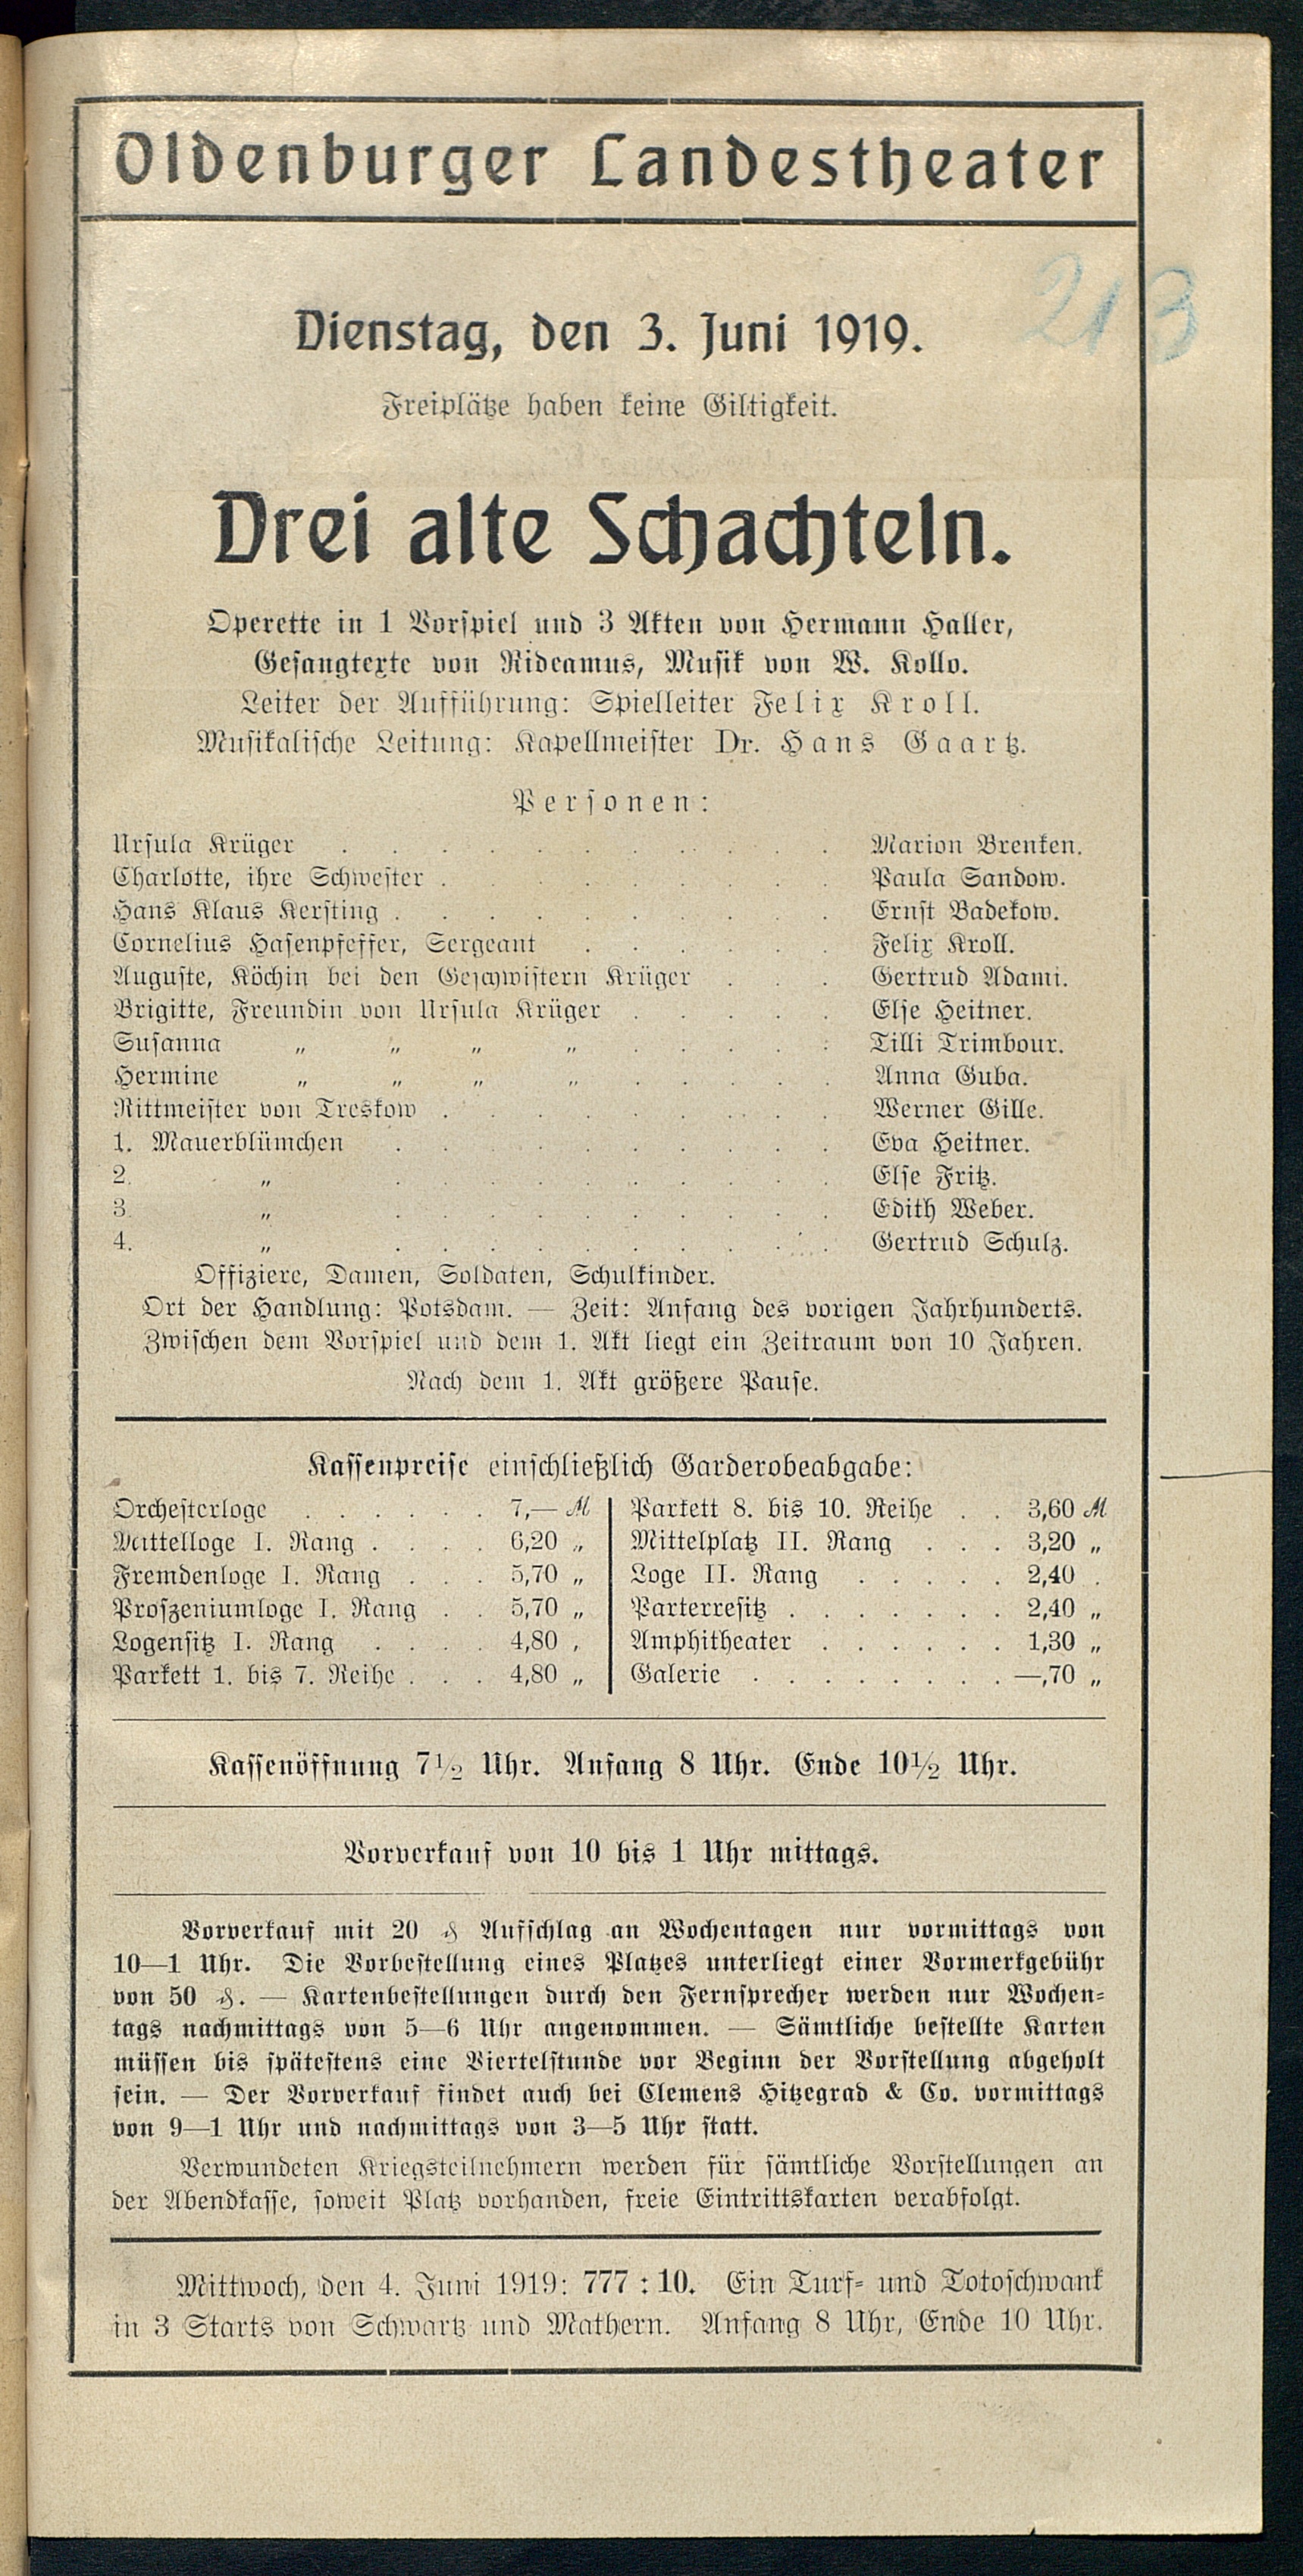 Oldenburger Landestheater
213
Dienstag, den 3. Juni 1919.
Freiplätze haben keine Giltigkeit.
Drei alte Schachteln.
Operette in 1 Vorspiel und 3 Akten von Hermann Haller,
Gesangtexte von Rideamus, Musik von W. Kollo.
Leiter der Aufführung: Spielleiter Felix Kroll.
Musikalische Leitung: Kapellmeister Dr. Hans Gaartz.
Personen:
Ursula Krüger . . . . . . . . . . . Marion Brenken.
Charlotte, ihre Schwester . . . . . . . . . Paula Sandow.
Hans Klaus Kersting . . . . . . . . . . Ernst Badekow.
Cornelius Hasenpfeffer, Sergeant . . . . . . Felix Kroll.
Auguste, Köchin bei den Geschwistern Krüger . . . Gertrud Adami.
Brigitte, Freundin von Ursula Krüger . . . . . Else Heitner.
Susanna „ „ „ „ . . . . . Tilli Trimbour.
Hermine „ „ „ „ . . . . . Anna Guba.
Rittmeister von Treskow . . . . . . . . . Werner Gille.
1. Mauerblümchen . . . . . . . . . . Eva Heitner.
2. „ . . . . . . . . . . Else Fritz.
3. „ . . . . . . . . . . Edith Weber.
4. „ . . . . . . . . . . Gertrud Schulz.
Offiziere, Damen, Soldaten, Schulkinder.
Ort der Handlung: Potsdam. — Zeit: Anfang des vorigen Jahrhunderts.
Zwischen dem Vorspiel und dem 1. Akt liegt ein Zeitraum von 10 Jahren.
Nach dem 1. Akt größere Pause.
Kassenpreise einschließlich Garderobeabgabe:
Orchesterloge . . . . . . 7,— ℳ
Mittelloge I. Rang . . . . 6,20 „
Fremdenloge I. Rang . . . 5,70 „
Proszeniumloge I. Rang . . 5,70 „
Logensitz I. Rang . . . . 4,80 „
Parkett 1. bis 7. Reihe . . . 4,80 „
Parkett 8. bis 10. Reihe . . 3,60 ℳ
Mittelplatz II. Rang . . . 3,20 „
Loge II. Rang . . . . . 2,40 .
Parterresitz . . . . . . . 2,40 „
Amphitheater . . . . . . 1,30 „
Galerie . . . . . . . . —,70 „
Kassenöffnung 7½ Uhr. Anfang 8 Uhr. Ende 10½ Uhr.
Vorverkauf von 10 bis 1 Uhr mittags.
Vorverkauf mit 20 ₰ Aufschlag an Wochentagen nur vormittags von
10—1 Uhr. Die Vorbestellung eines Platzes unterliegt einer Vormerkgebühr
von 50 ₰. — Kartenbestellungen durch den Fernsprecher werden nur Wochen-
tags nachmittags von 5—6 Uhr angenommen. — Sämtliche bestellte Karten
müssen bis spätestens eine Viertelstunde vor Beginn der Vorstellung abgeholt
sein. — Der Vorverkauf findet auch bei Clemens Hitzegrad & Co. vormittags
von 9—1 Uhr und nachmittags von 3—5 Uhr statt.
Verwundeten Kriegsteilnehmern werden für sämtliche Vorstellungen an
der Abendkasse, soweit Platz vorhanden, freie Eintrittskarten verabfolgt.
Mittwoch, den 4. Juni 1919: 777 : 10. Ein Turf- und Totoschwank
in 3 Starts von Schwartz und Mathern. Anfang 8 Uhr, Ende 10 Uhr.